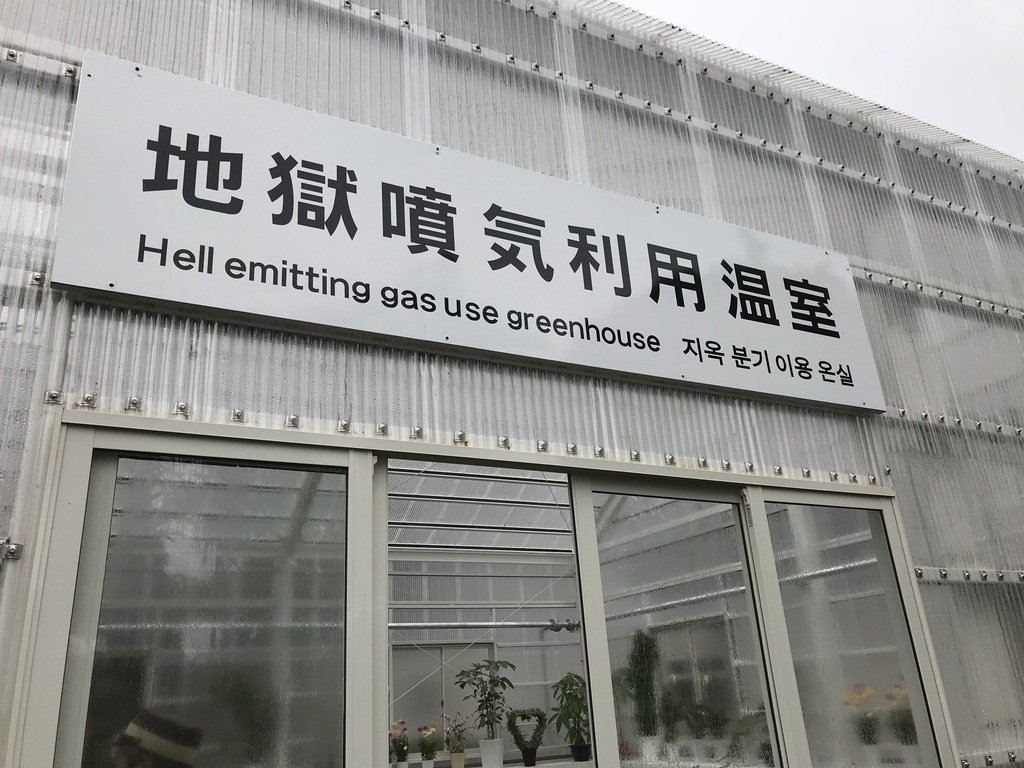 地獄噴気利用温室
Hell emitting gas use greenhouse 지옥 분기 이용 온실